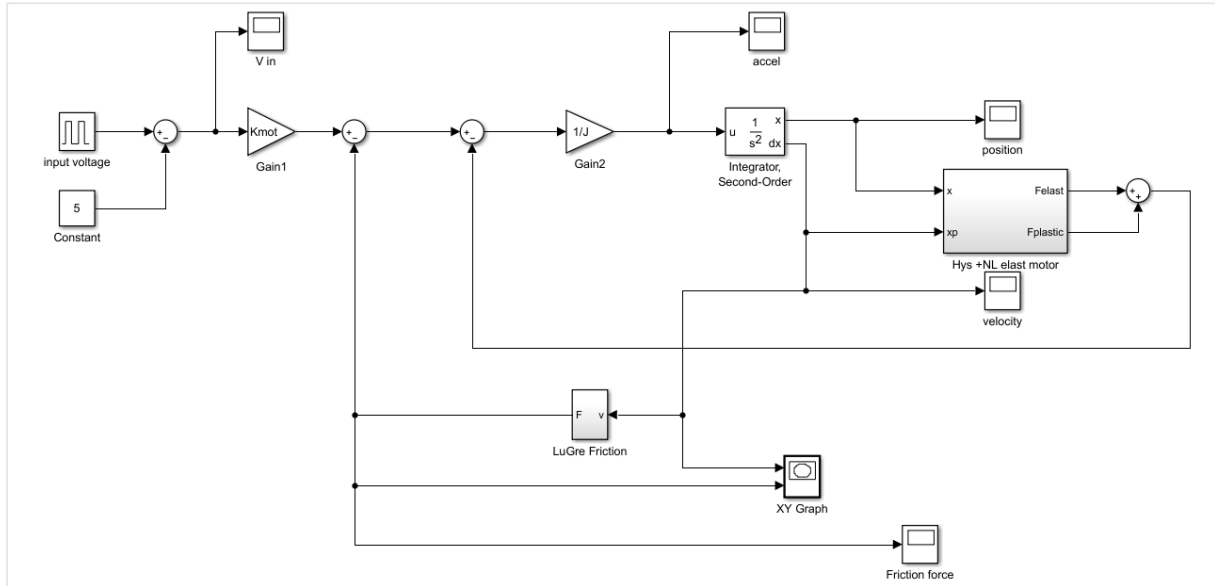 V in
accel
input voltage
+
−
Kmot
Gain1
+
−
+
−
1/J
Gain2
u
1
s2
x
dx
Integrator,
Second-Order
position
5
Constant
x
xp
Felast
Fplastic
Hys +NL elast motor
+
+
velocity
F
v
LuGre Friction
XY Graph
Friction force